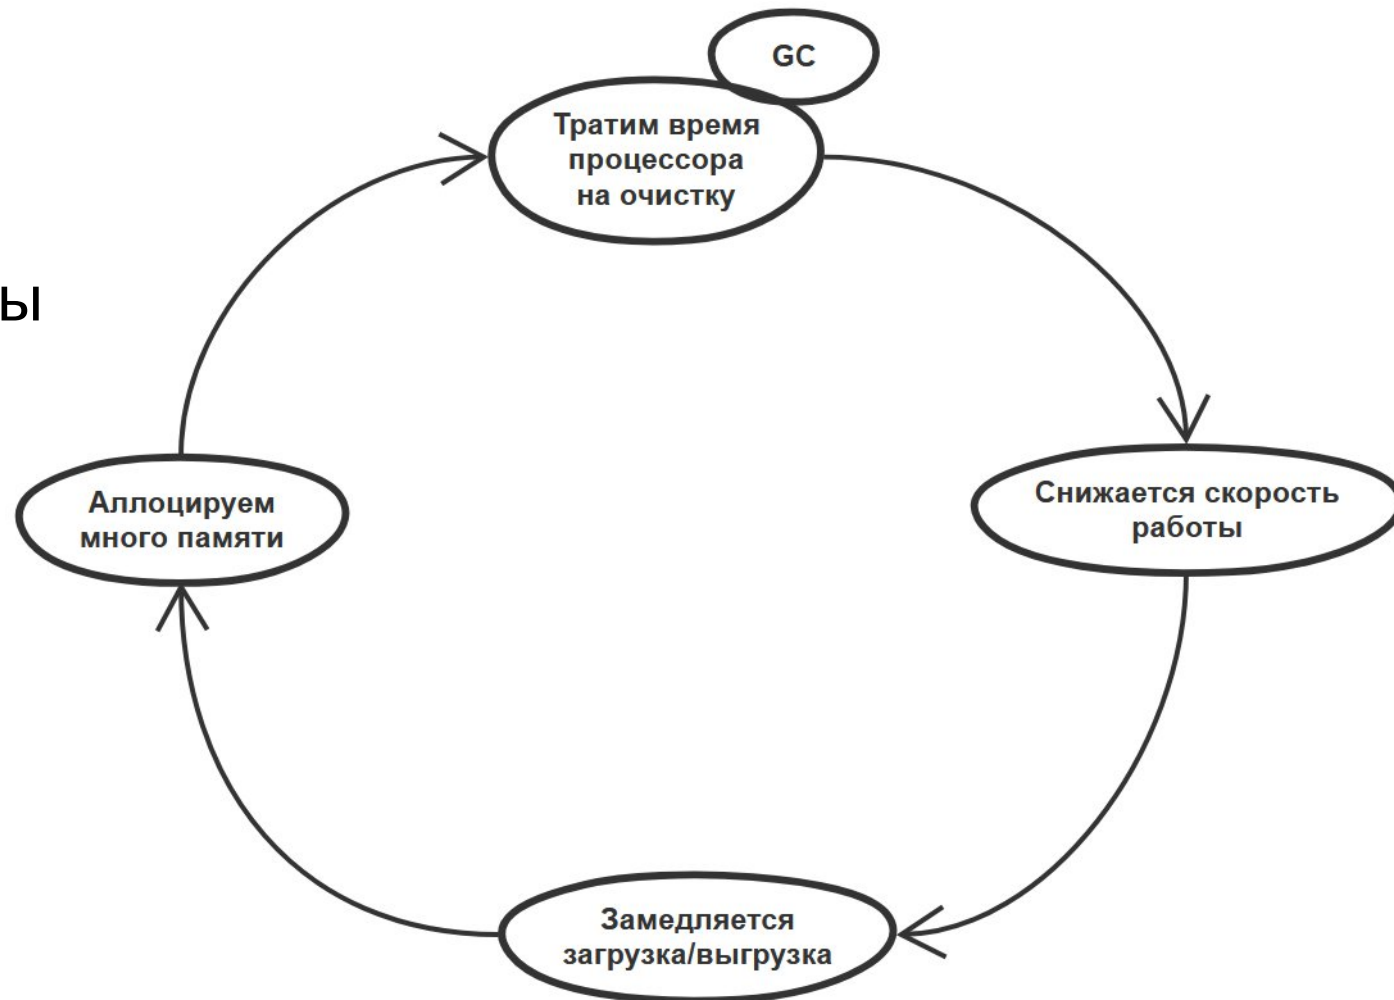 GC
Тратим время
процессора
на очистку
ы
Аллоцируем
много памяти
Снижается скорость
работы
Замедляется
загрузка/выгрузка